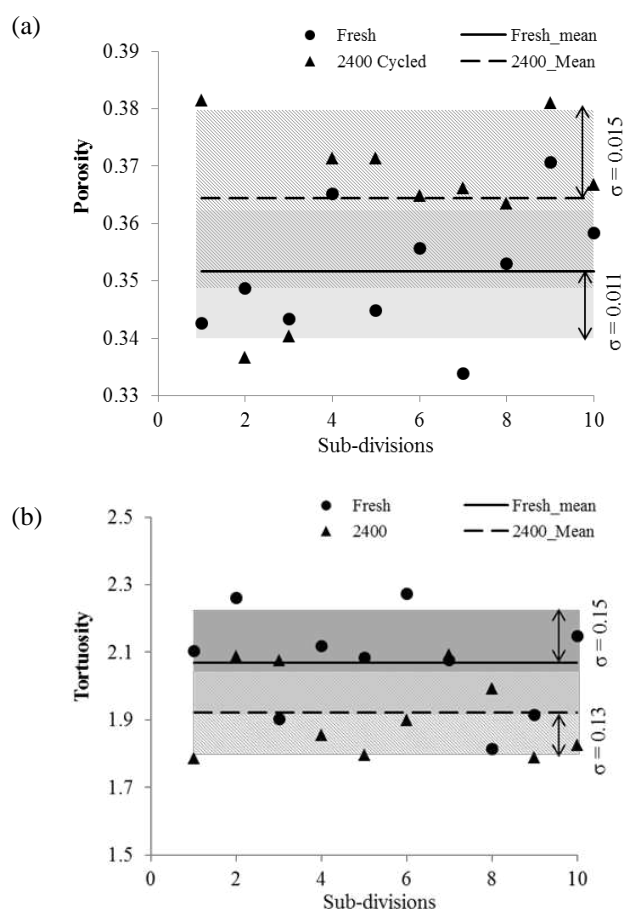 (a)
Fresh
Fresh_mean
2400 Cycled
2400_Mean
0.39
0.38
0.37
0.36
0.35
0.34
0.33
Porosity
σ = 0.015
σ = 0.011
0 2 4 6 8 10
Sub-divisions
(b)
Fresh
Fresh_mean
2400
2400_Mean
2.5
2.3
2.1
1.9
1.7
1.5
Tortuosity
σ = 0.15
σ = 0.13
0 2 4 6 8 10
Sub-divisions